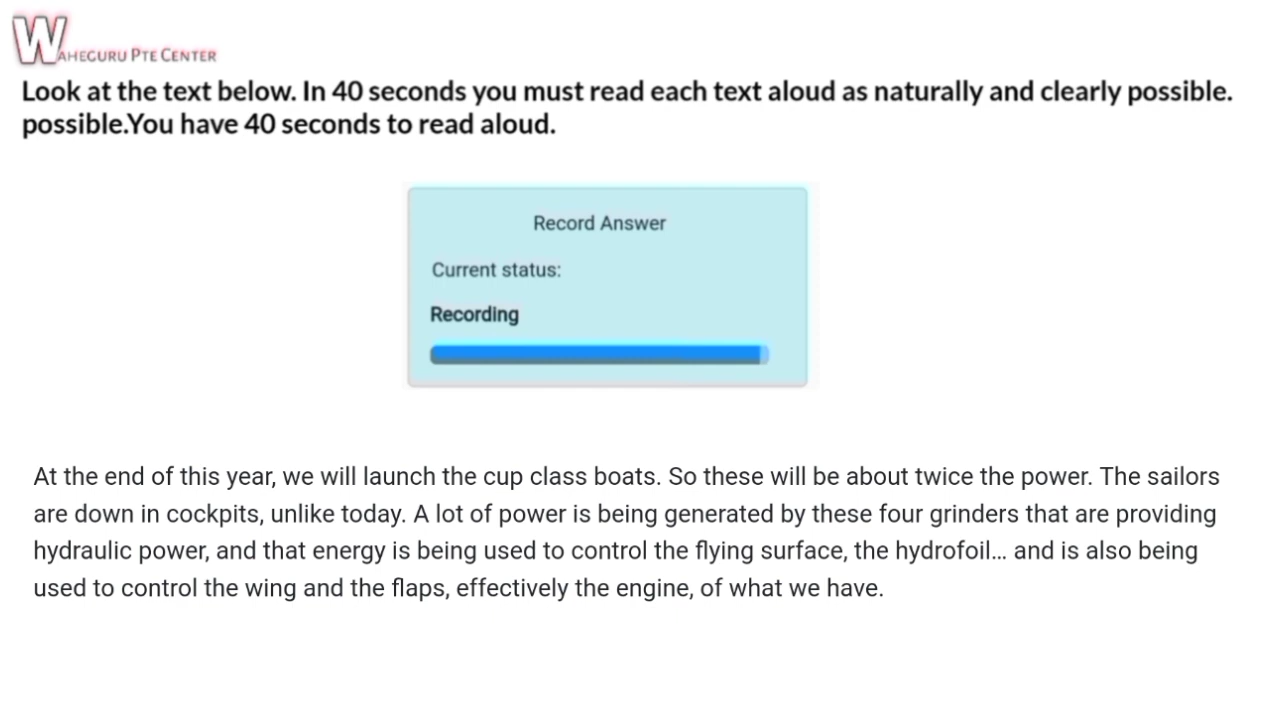 WAHEGURU PTE CENTER
Look at the text below. In 40 seconds you must read each text aloud as naturally and clearly possible.
possible.You have 40 seconds to read aloud.
Record Answer
Current status:
Recording
At the end of this year, we will launch the cup class boats. So these will be about twice the power. The sailors
are down in cockpits, unlike today. A lot of power is being generated by these four grinders that are providing
hydraulic power, and that energy is being used to control the flying surface, the hydrofoil... and is also being
used to control the wing and the flaps, effectively the engine, of what we have.